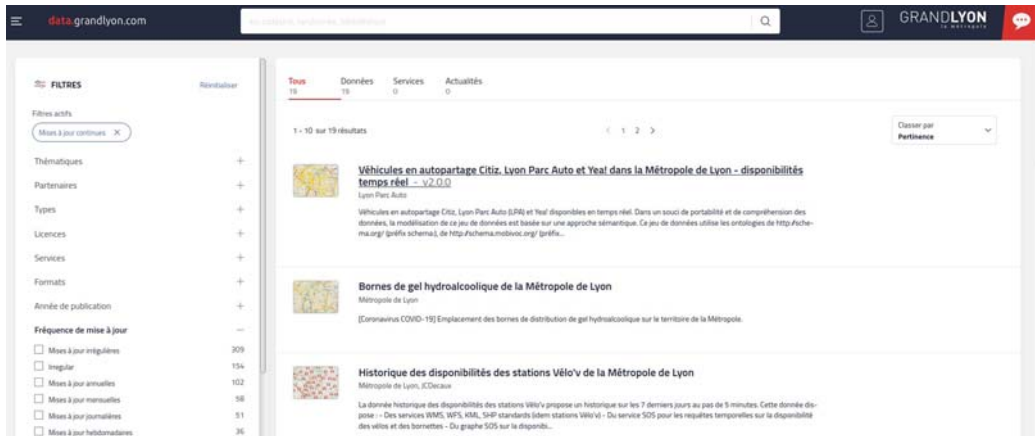 data.grandlyon.com
GRANDLYON
la métropole
FILTRES
Réinitialiser
Filtres actifs
Mises à jour continues X
Thématiques +
Partenaires +
Types +
Licences +
Services +
Formats +
Année de publication +
Fréquence de mise à jour −
Mises à jour irrégulières 309
Irregular 154
Mises à jour annuelles 102
Mises à jour mensuelles 58
Mises à jour journalières 51
Mises à jour hebdomadaires 36
Tous Données Services Actualités
19 19 0 0
1 - 10 sur 19 résultats
< 1 2 >
Classer par
Pertinence
Véhicules en autopartage Citiz, Lyon Parc Auto et Yea! dans la Métropole de Lyon - disponibilités
temps réel - v2.0.0
Lyon Parc Auto
Véhicules en autopartage Citiz, Lyon Parc Auto (LPA) et Yea! disponibles en temps réel. Dans un souci de portabilité et de compréhension des
données, la modélisation de ce jeu de données est basée sur une approche sémantique. Ce jeu de données utilise les ontologies de http://sche-
ma.org/ (préfix schema:), de http://schema.mobivoc.org/ (préfix...
Bornes de gel hydroalcoolique de la Métropole de Lyon
Métropole de Lyon
[Coronavirus COVID-19] Emplacement des bornes de distribution de gel hydroalcoolique sur le territoire de la Métropole.
Historique des disponibilités des stations Vélo'v de la Métropole de Lyon
Métropole de Lyon, JCDecaux
La donnée historique des disponibilités des stations Vélo'v propose un historique sur les 7 derniers jours au pas de 5 minutes. Cette donnée dis-
pose : - Des services WMS, WFS, KML, SHP standards (idem stations Vélo'v) - Du service SOS pour les requêtes temporelles sur la disponibilité
des vélos et des bornettes - Du graphe SOS sur la disponibi...